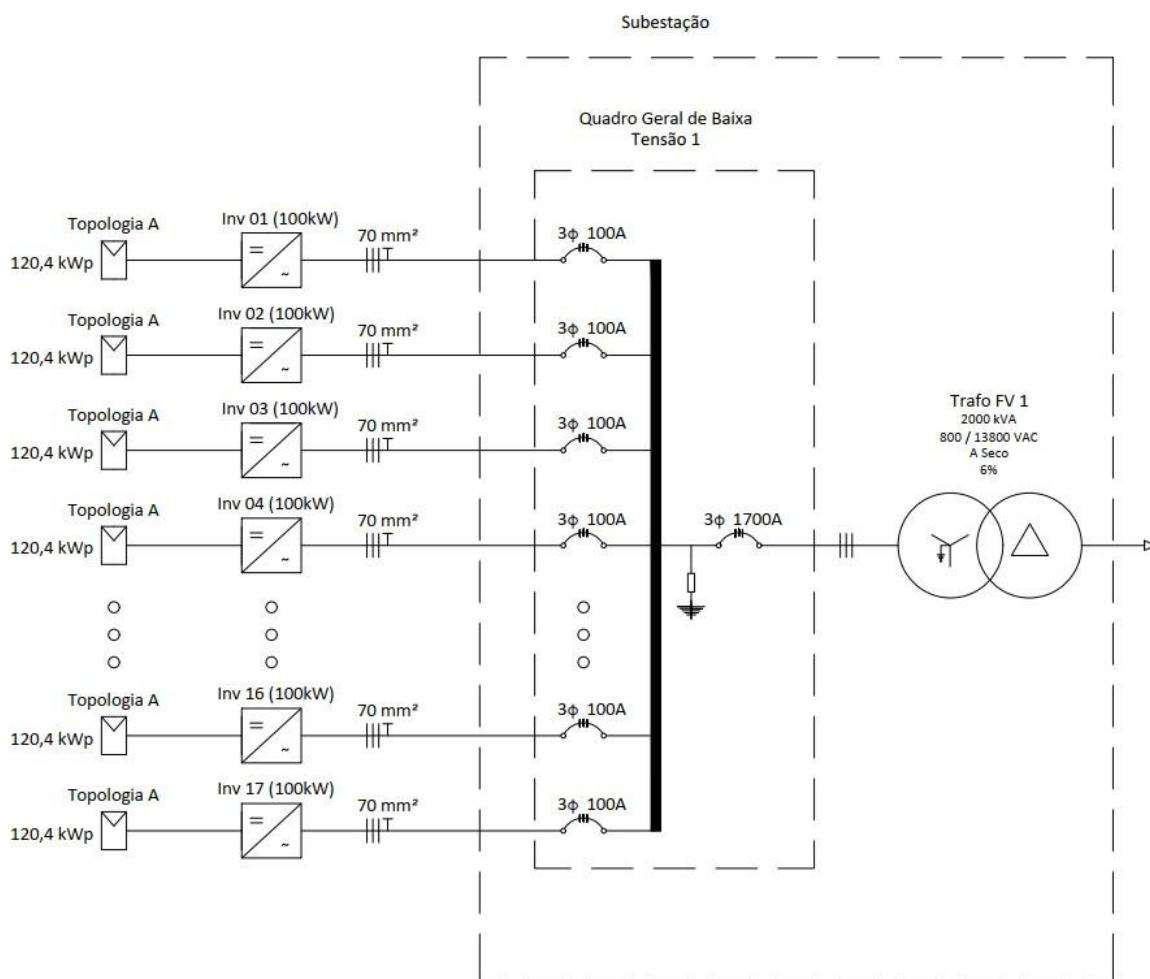 Subestação
Quadro Geral de Baixa
Tensão 1
Topologia A
Inv 01 (100kW)
70 mm²
3ϕ 100A
120,4 kWp
Topologia A
Inv 02 (100kW)
70 mm²
3ϕ 100A
120,4 kWp
Topologia A
Inv 03 (100kW)
70 mm²
3ϕ 100A
120,4 kWp
Trafo FV 1
2000 kVA
800 / 13800 VAC
A Seco
6%
Topologia A
Inv 04 (100kW)
70 mm²
3ϕ 100A
3ϕ 1700A
120,4 kWp
Topologia A
Inv 16 (100kW)
70 mm²
3ϕ 100A
120,4 kWp
Topologia A
Inv 17 (100kW)
70 mm²
3ϕ 100A
120,4 kWp